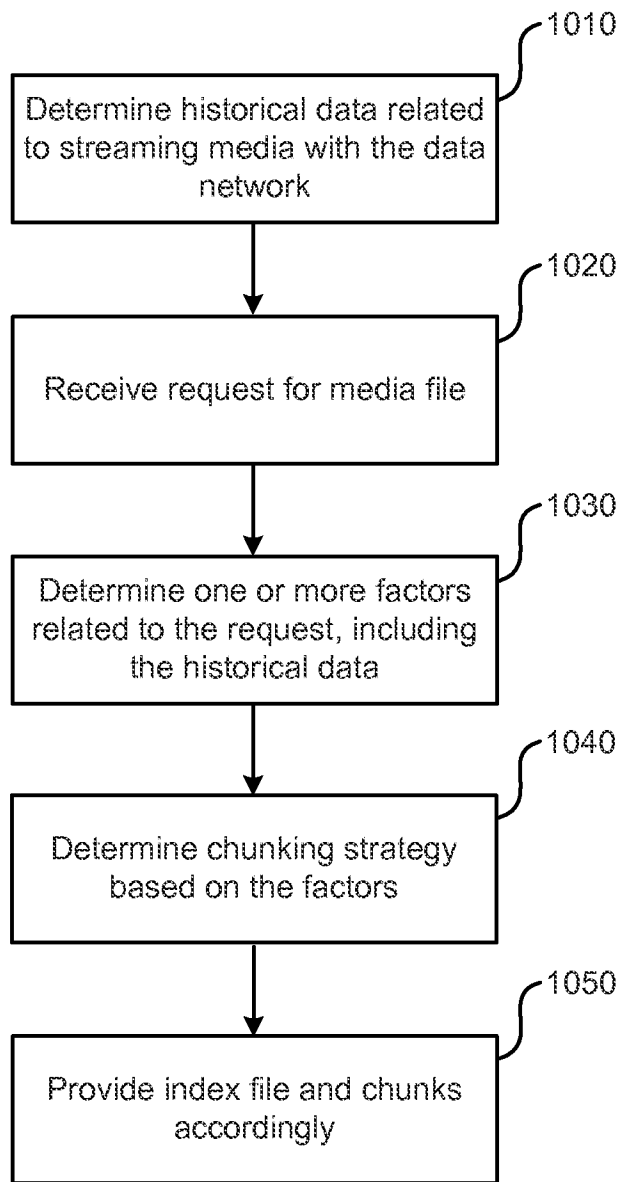 1010
Determine historical data related
to streaming media with the data
network
1020
Receive request for media file
1030
Determine one or more factors
related to the request, including
the historical data
1040
Determine chunking strategy
based on the factors
1050
Provide index file and chunks
accordingly